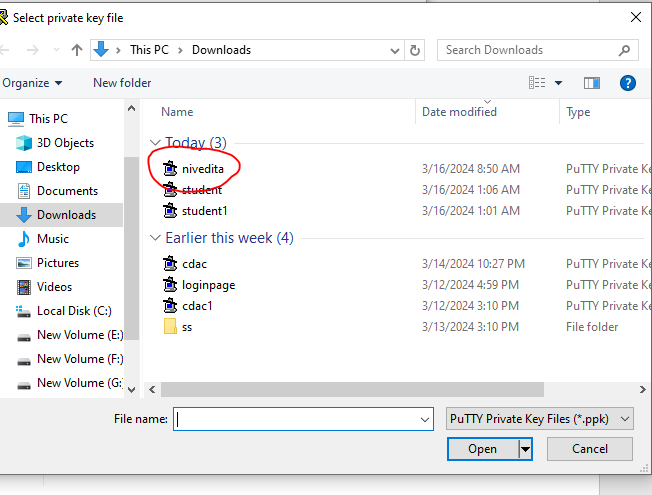 Select private key file
This PC > Downloads
Search Downloads
Organize
New folder
Name
Date modified
Type
This PC
3D Objects
Desktop
Documents
Downloads
Music
Pictures
Videos
Local Disk (C:)
New Volume (E:)
New Volume (F:)
New Volume (G:
Today (3)
nivedita 3/16/2024 8:50 AM PuTTY Private Ke
student 3/16/2024 1:06 AM PuTTY Private Ke
student1 3/16/2024 1:01 AM PuTTY Private Ke
Earlier this week (4)
cdac 3/14/2024 10:27 PM PuTTY Private Ke
loginpage 3/12/2024 4:59 PM PuTTY Private Ke
cdac1 3/12/2024 3:10 PM PuTTY Private Ke
ss 3/13/2024 3:10 PM File folder
File name:
PuTTY Private Key Files (*.ppk)
Open
Cancel